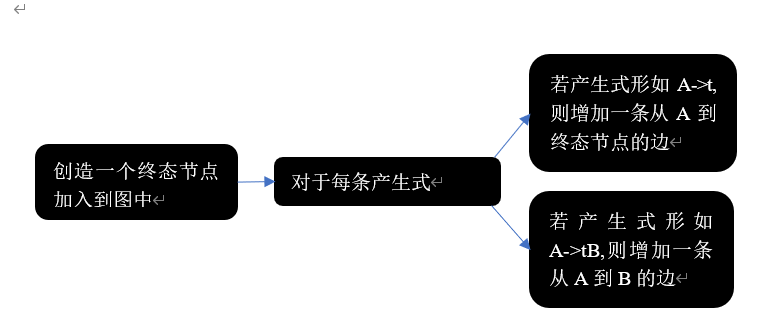 创造一个终态节点
加入到图中
对于每条产生式
若产生式形如 A->t,
则增加一条从 A 到
终态节点的边
若产生式形如
A->tB,则增加一条
从 A 到 B 的边